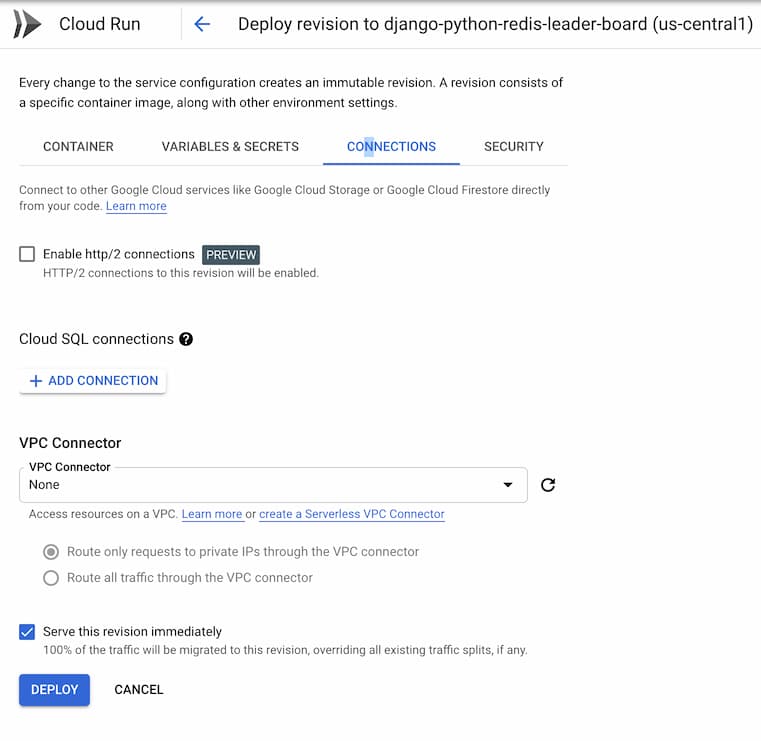 Cloud Run
Deploy revision to django-python-redis-leader-board (us-central1)
Every change to the service configuration creates an immutable revision. A revision consists of
a specific container image, along with other environment settings.
CONTAINER VARIABLES & SECRETS CONNECTIONS SECURITY
Connect to other Google Cloud services like Google Cloud Storage or Google Cloud Firestore directly
from your code. Learn more
Enable http/2 connections PREVIEW
HTTP/2 connections to this revision will be enabled.
Cloud SQL connections ?
+ ADD CONNECTION
VPC Connector
VPC Connector
None
Access resources on a VPC. Learn more or create a Serverless VPC Connector
Route only requests to private IPs through the VPC connector
Route all traffic through the VPC connector
Serve this revision immediately
100% of the traffic will be migrated to this revision, overriding all existing traffic splits, if any.
DEPLOY CANCEL